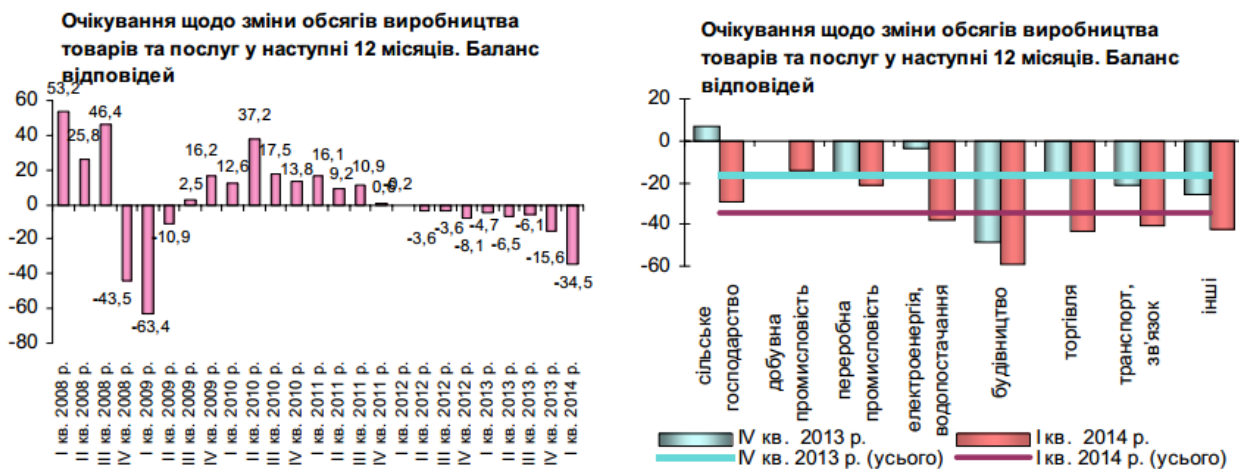 Очікування щодо зміни обсягів виробництва
товарів та послуг у наступні 12 місяців. Баланс
відповідей
60
40
20
0
-20
-40
-60
-80
53,2
25,8
46,4
-43,5
-63,4
-10,9
2,5
16,2
12,6
37,2
17,5
13,8
16,1
9,2
10,9
0,6
-0,2
-3,6
-3,6
-8,1
-4,7
-6,5
-6,1
-15,6
-34,5
I кв. 2008 р.
II кв. 2008 р.
III кв. 2008 р.
IV кв. 2008 р.
I кв. 2009 р.
II кв. 2009 р.
III кв. 2009 р.
IV кв. 2009 р.
I кв. 2010 р.
II кв. 2010 р.
III кв. 2010 р.
IV кв. 2010 р.
I кв. 2011 р.
II кв. 2011 р.
III кв. 2011 р.
IV кв. 2011 р.
I кв. 2012 р.
II кв. 2012 р.
III кв. 2012 р.
IV кв. 2012 р.
I кв. 2013 р.
II кв. 2013 р.
III кв. 2013 р.
IV кв. 2013 р.
I кв. 2014 р.
Очікування щодо зміни обсягів виробництва
товарів та послуг у наступні 12 місяців. Баланс
відповідей
20
0
-20
-40
-60
сільське
господарство
добувна
промисловість
переробна
промисловість
електроенергія,
водопостачання
будівництво
торгівля
транспорт,
зв'язок
інші
IV кв. 2013 р.
I кв. 2014 р.
IV кв. 2013 р. (усього)
I кв. 2014 р. (усього)